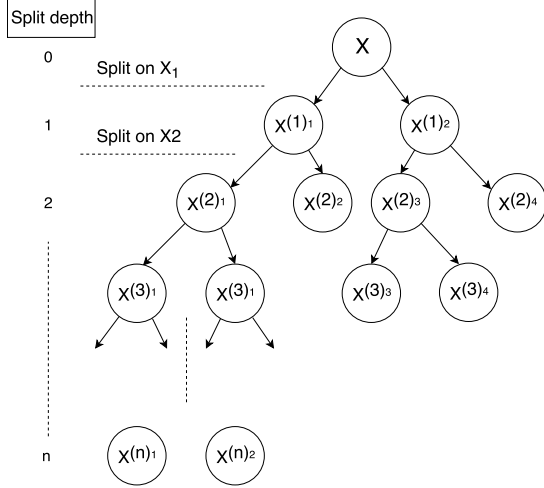 Split depth
X
0
Split on X₁
X(1)₁ X(1)₂
1
Split on X2
X(2)₁ X(2)₂ X(2)₃ X(2)₄
2
X(3)₁ X(3)₁ X(3)₃ X(3)₄
n X(n)₁ X(n)₂